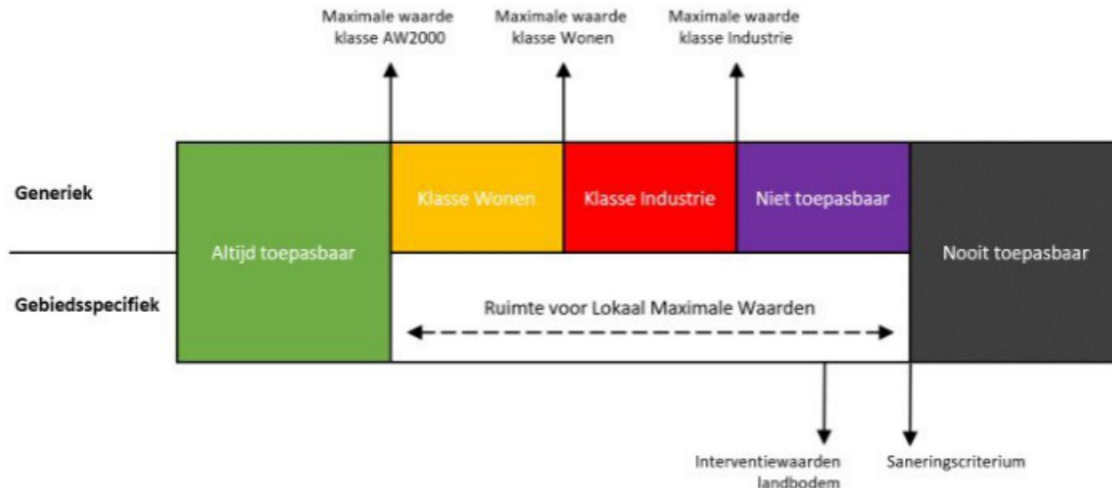 Maximale waarde
klasse AW2000
Maximale waarde
klasse Wonen
Maximale waarde
klasse Industrie
Generiek
Klasse Wonen
Klasse Industrie
Niet toepasbaar
Altijd toepasbaar
Nooit toepasbaar
Gebiedsspecifiek
Ruimte voor Lokaal Maximale Waarden
Interventiewaarden
landbodem
Saneringscriterium